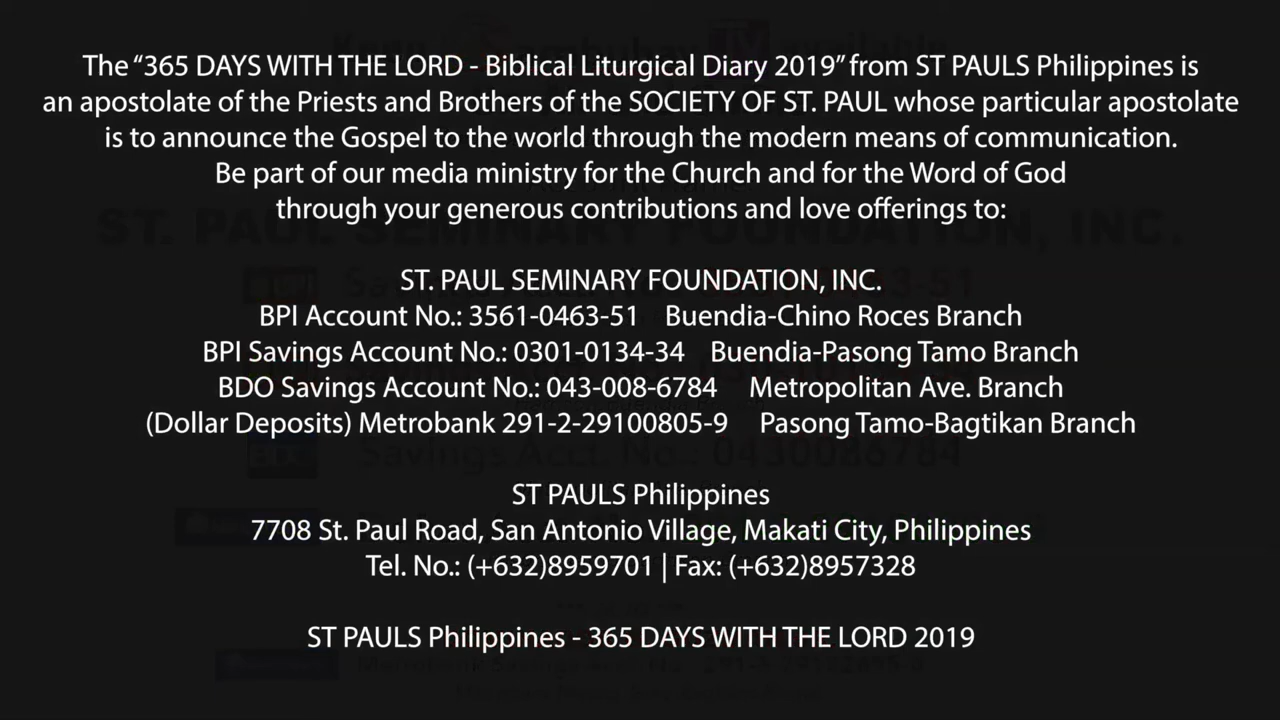 The “365 DAYS WITH THE LORD - Biblical Liturgical Diary 2019” from ST PAULS Philippines is
an apostolate of the Priests and Brothers of the SOCIETY OF ST. PAUL whose particular apostolate
is to announce the Gospel to the world through the modern means of communication.
Be part of our media ministry for the Church and for the Word of God
through your generous contributions and love offerings to:
ST. PAUL SEMINARY FOUNDATION, INC.
BPI Account No.: 3561-0463-51 Buendia-Chino Roces Branch
BPI Savings Account No.: 0301-0134-34 Buendia-Pasong Tamo Branch
BDO Savings Account No.: 043-008-6784 Metropolitan Ave. Branch
(Dollar Deposits) Metrobank 291-2-29100805-9 Pasong Tamo-Bagtikan Branch
ST PAULS Philippines
7708 St. Paul Road, San Antonio Village, Makati City, Philippines
Tel. No.: (+632)8959701 | Fax: (+632)8957328
ST PAULS Philippines - 365 DAYS WITH THE LORD 2019